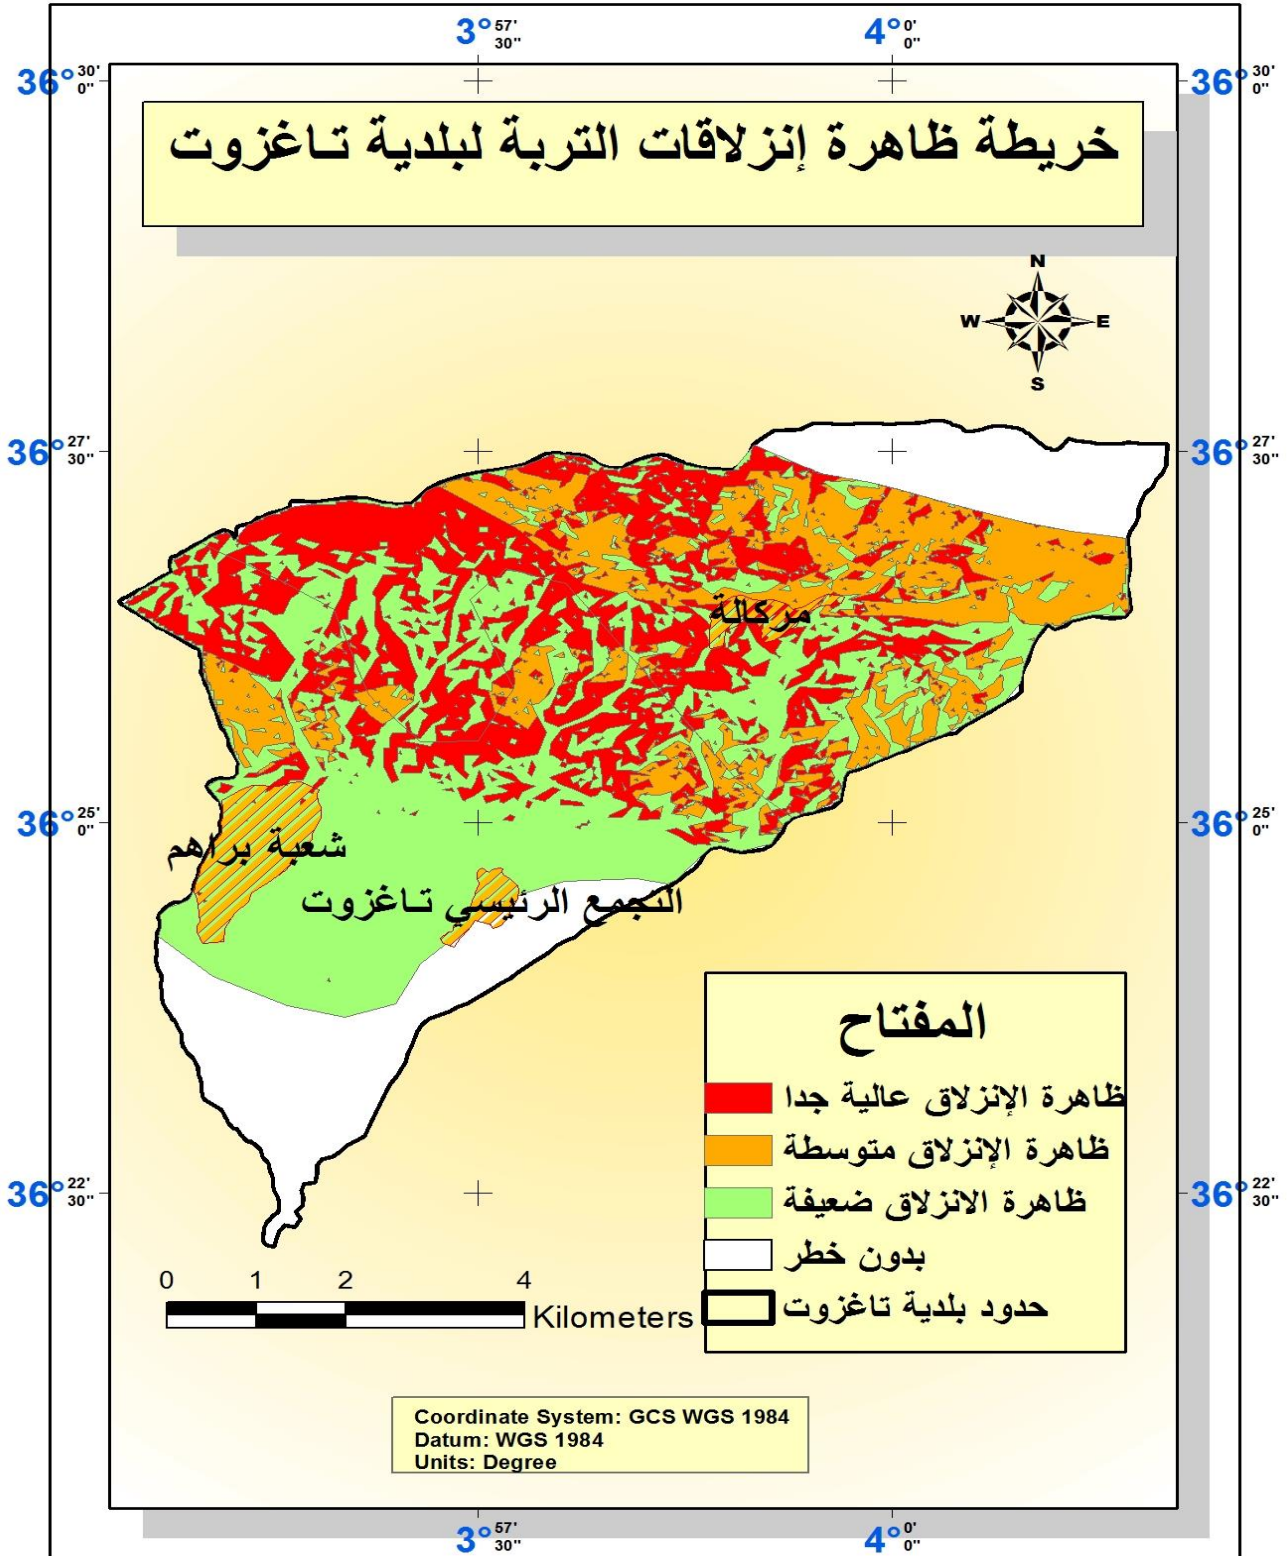 3°57'30"
4°0'0"
36°30'0"
36°30'0"
خريطة ظاهرة إنزلاقات التربة لبلدية تاغزوت
N
W
E
S
36°27'30"
36°27'30"
مركالة
36°25'0"
36°25'0"
شعبة براهم
التجمع الرئيسي تاغزوت
المفتاح
ظاهرة الإنزلاق عالية جدا
ظاهرة الإنزلاق متوسطة
ظاهرة الانزلاق ضعيفة
بدون خطر
حدود بلدية تاغزوت
36°22'30"
36°22'30"
0 1 2 4
Kilometers
Coordinate System: GCS WGS 1984
Datum: WGS 1984
Units: Degree
3°57'30"
4°0'0"